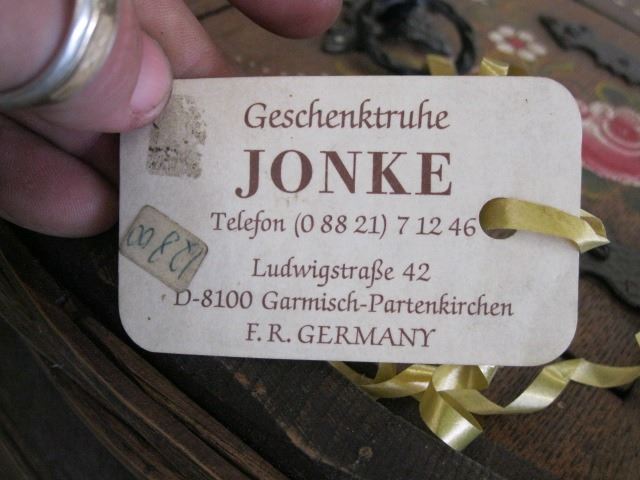 Geschenktruhe
JONKE
Telefon (0 88 21) 7 12 46
Ludwigstraße 42
D-8100 Garmisch-Partenkirchen
F. R. GERMANY